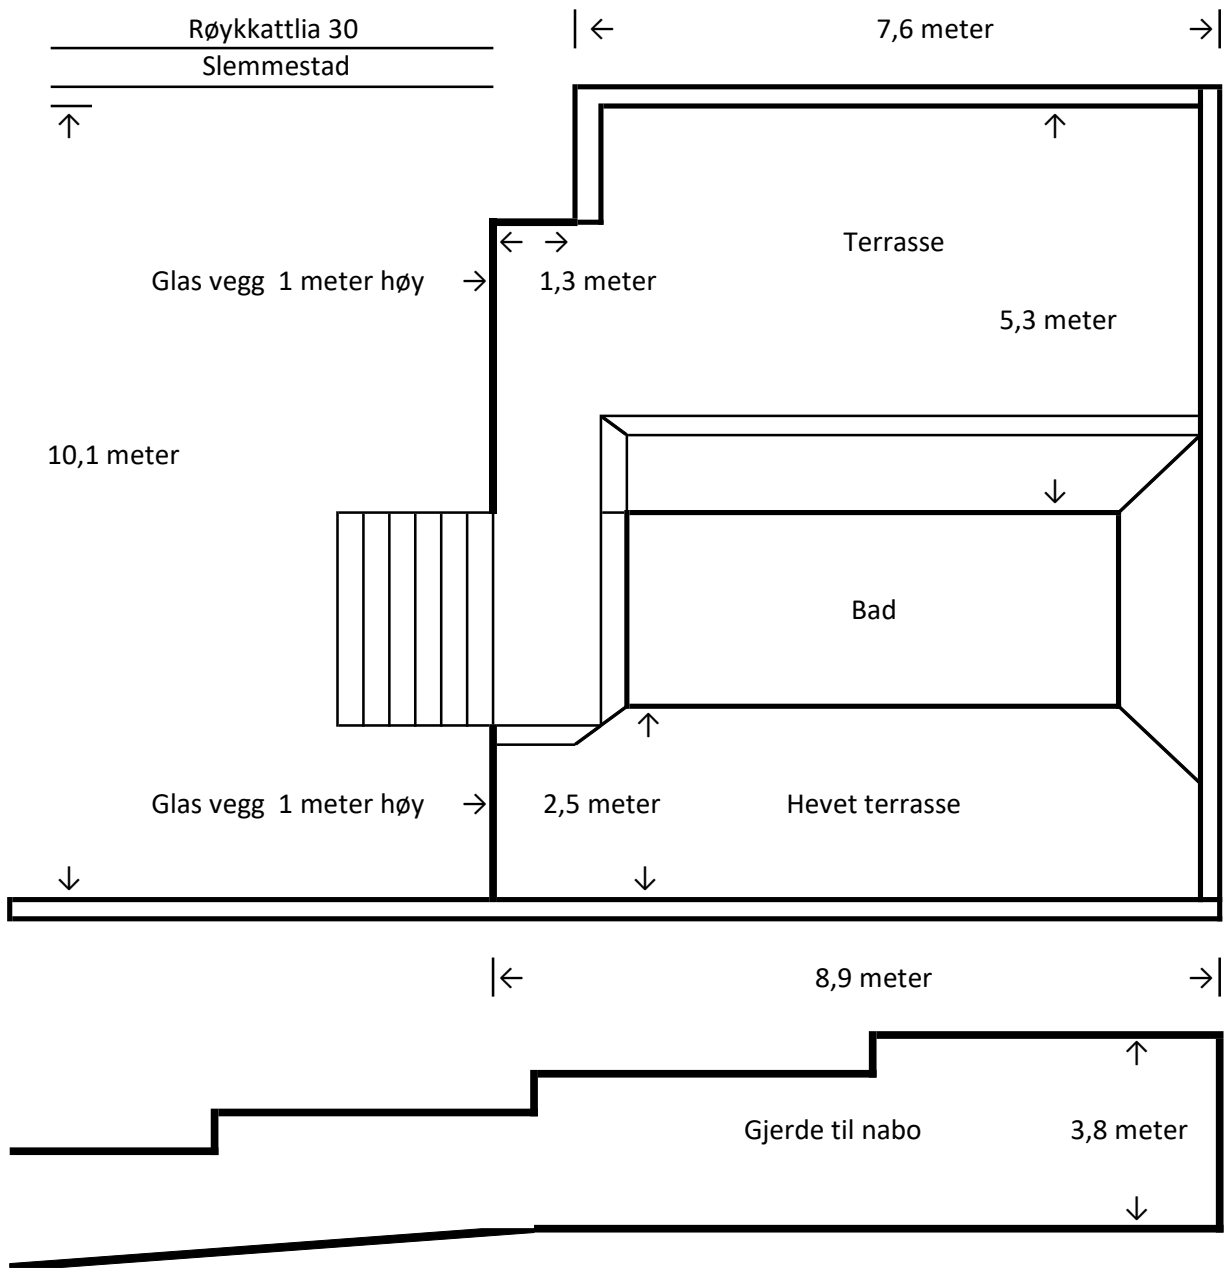 Røykkattlia 30
7,6 meter
Slemmestad
Terrasse
Glas vegg 1 meter høy
1,3 meter
5,3 meter
10,1 meter
Bad
Glas vegg 1 meter høy
2,5 meter
Hevet terrasse
8,9 meter
Gjerde til nabo
3,8 meter